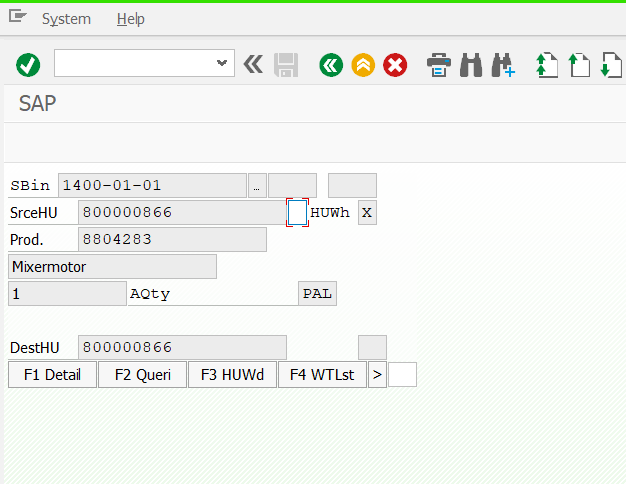 System Help
SAP
SBin 1400-01-01 ...
SrceHU 800000866 HUWh X
Prod. 8804283
Mixermotor
1 AQty PAL
DestHU 800000866
F1 Detail F2 Queri F3 HUWd F4 WTLst >